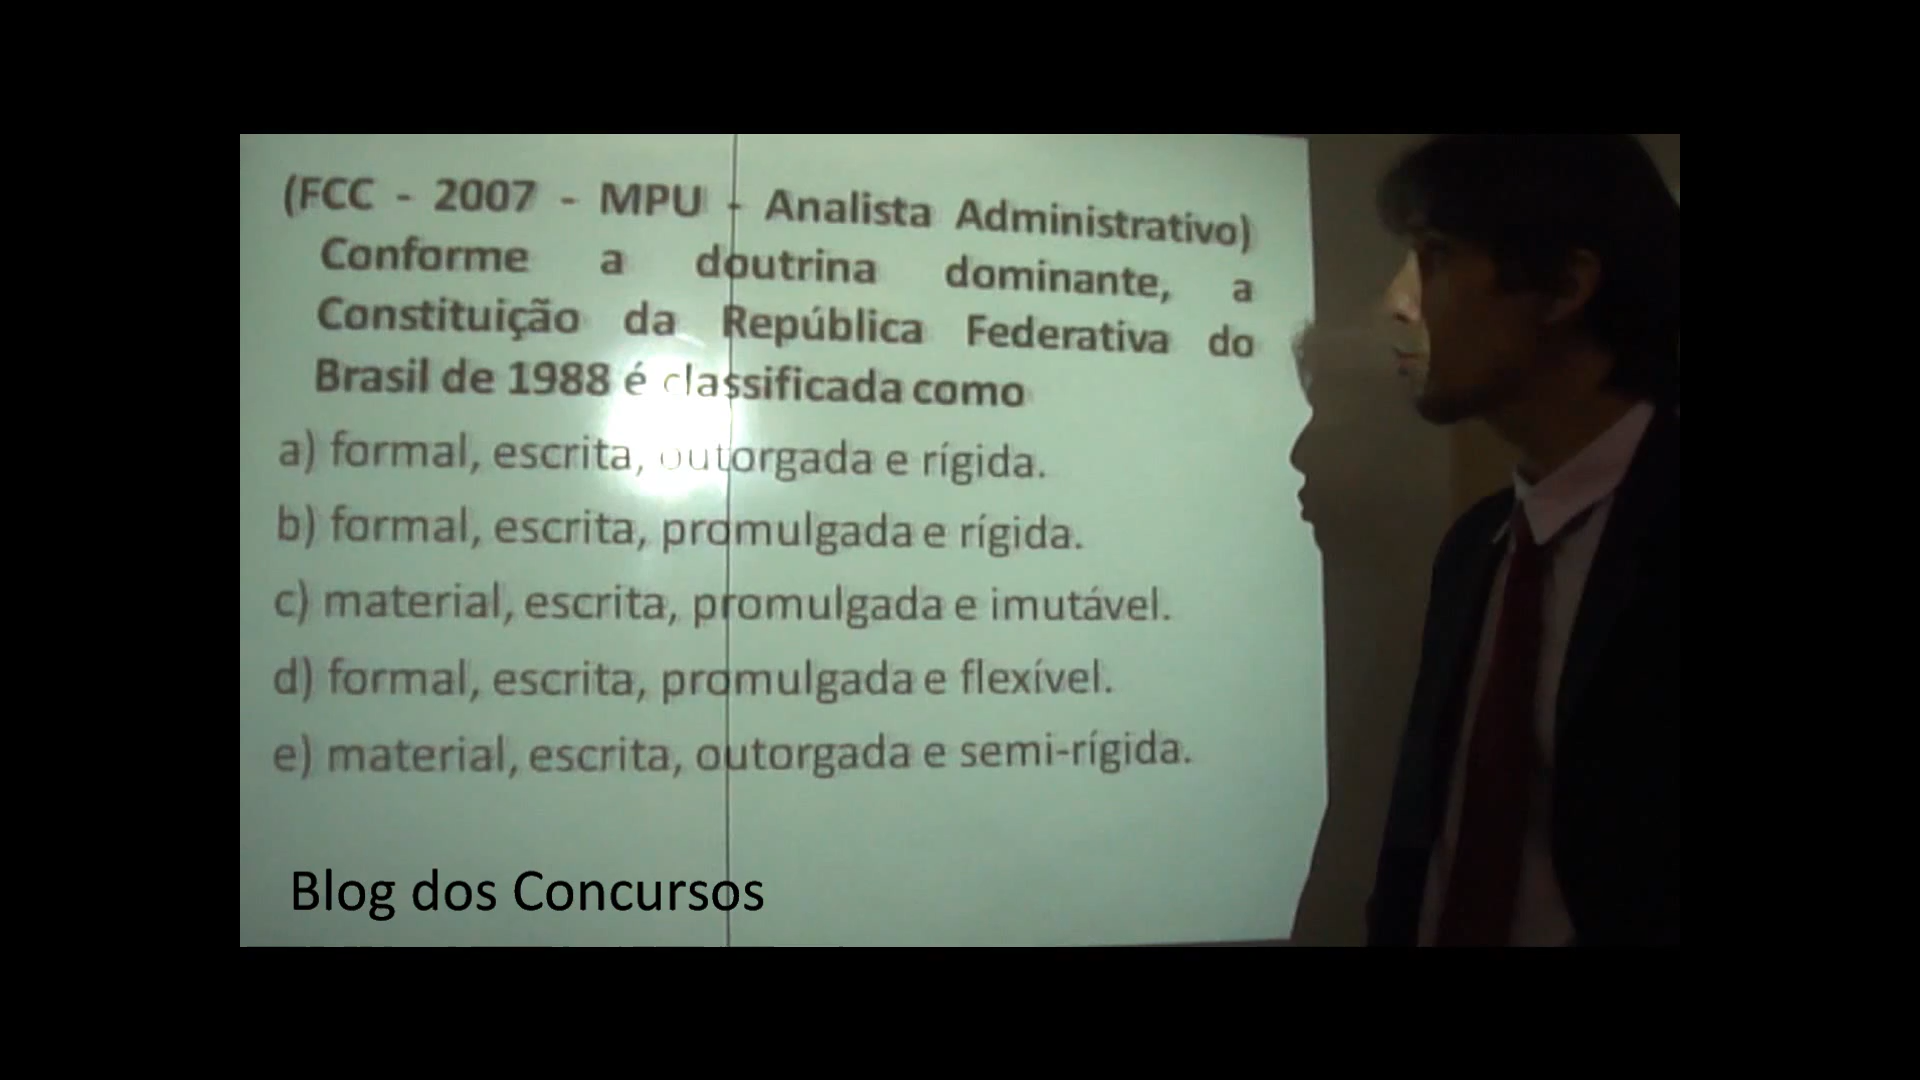 (FCC - 2007 - MPU - Analista Administrativo)
Conforme a doutrina dominante, a
Constituição da República Federativa do
Brasil de 1988 é classificada como
a) formal, escrita, outorgada e rígida.
b) formal, escrita, promulgada e rígida.
c) material, escrita, promulgada e imutável.
d) formal, escrita, promulgada e flexível.
e) material, escrita, outorgada e semi-rígida.
Blog dos Concursos